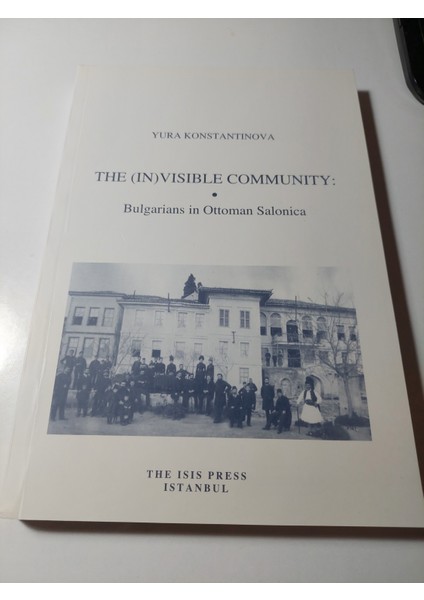 YURA KONSTANTINOVA
THE (IN)VISIBLE COMMUNITY:
Bulgarians in Ottoman Salonica
THE ISIS PRESS
ISTANBUL